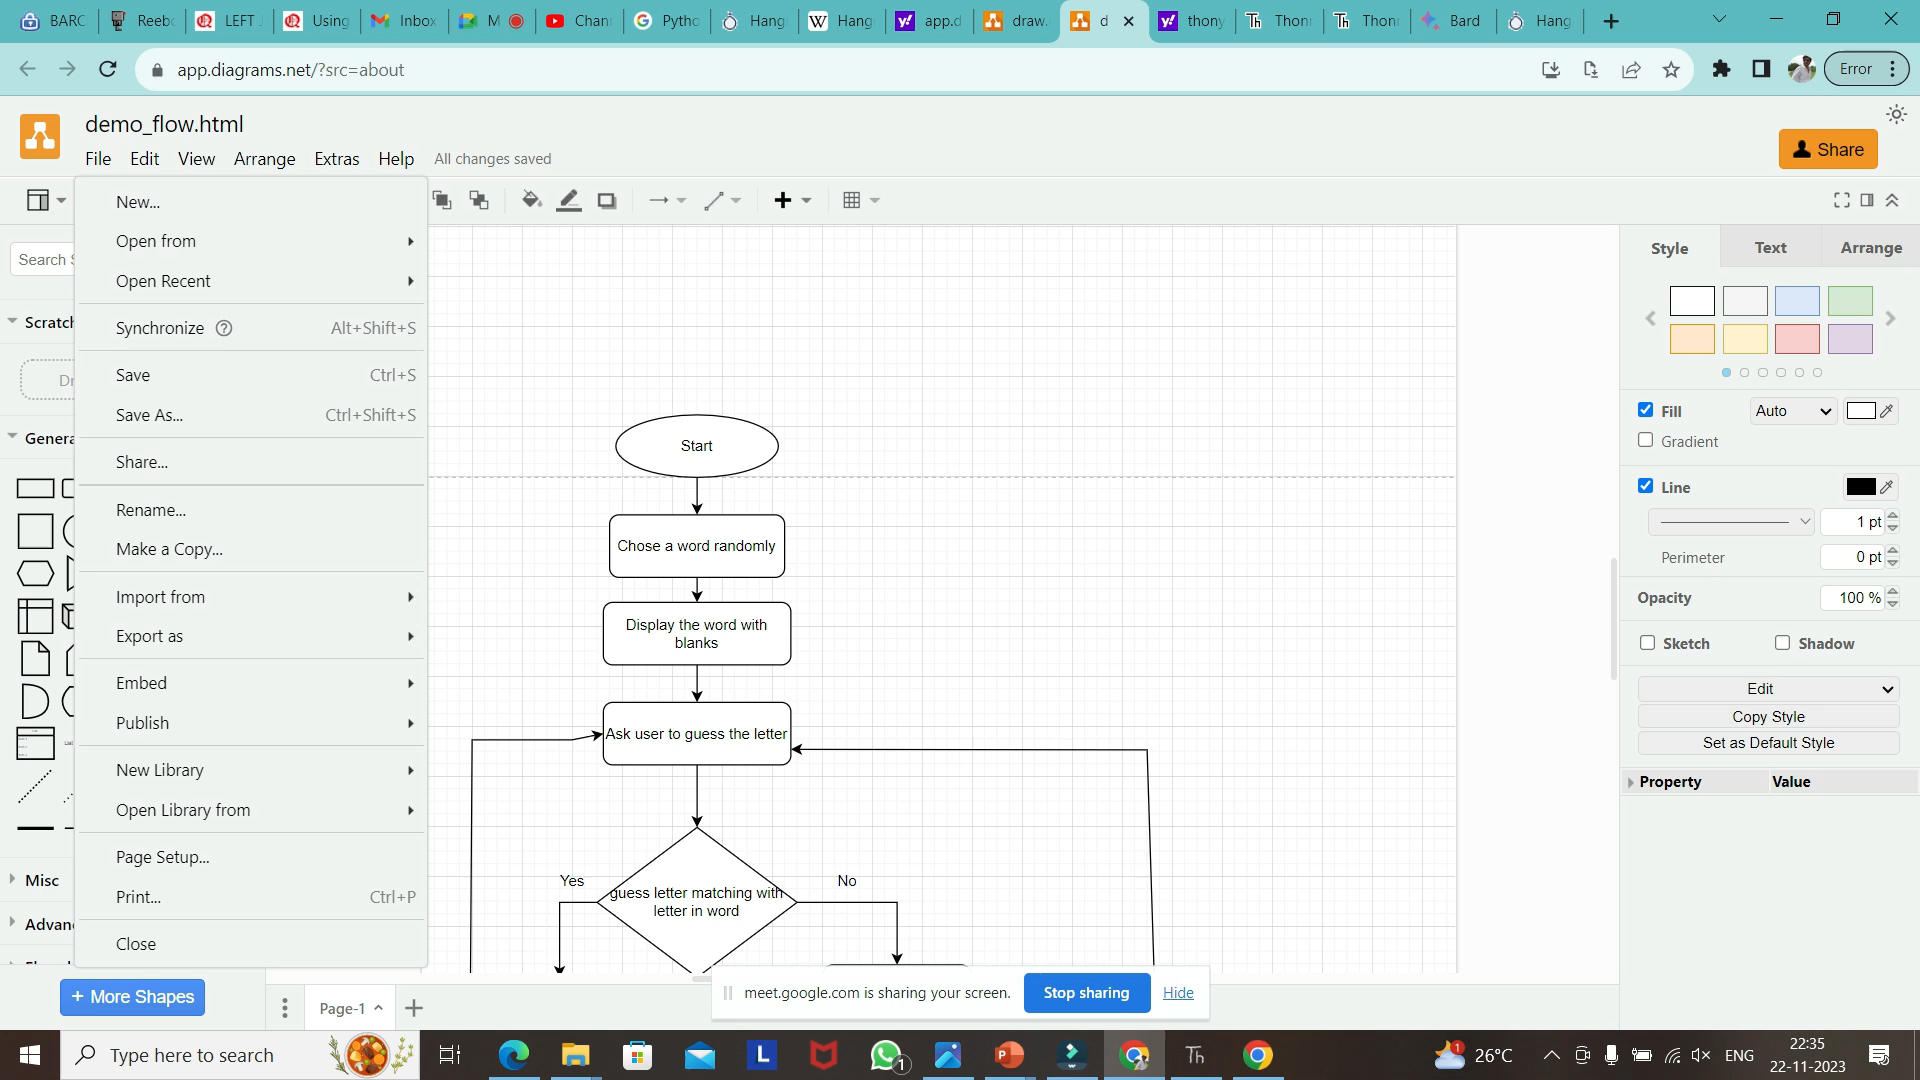 BARC
Reeb
LEFT
Using
Inbox
M
Chan
Pytho
Hang
Hang
app.d
draw.
d
thony
Thon
Thon
Bard
Hang
app.diagrams.net/?src=about
Error
demo_flow.html
File Edit View Arrange Extras Help All changes saved
Share
New...
Open from
Open Recent
Synchronize Alt+Shift+S
Save Ctrl+S
Save As... Ctrl+Shift+S
Share...
Rename...
Make a Copy...
Import from
Export as
Embed
Publish
New Library
Open Library from
Page Setup...
Print... Ctrl+P
Close
Search
Scratch
Genera
Misc
Advan
+ More Shapes
Start
Chose a word randomly
Display the word with
blanks
Ask user to guess the letter
Yes
No
guess letter matching with
letter in word
Style Text Arrange
Fill Auto
Gradient
Line
1 pt
Perimeter 0 pt
Opacity 100 %
Sketch Shadow
Edit
Copy Style
Set as Default Style
Property Value
Page-1
meet.google.com is sharing your screen. Stop sharing Hide
Type here to search
L
1
Th
1
26°C
ENG
22:35
22-11-2023